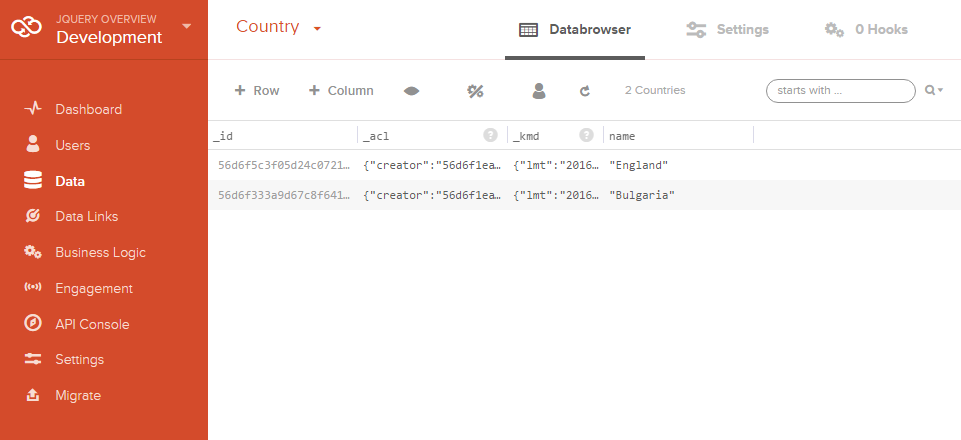 JQUERY OVERVIEW
Development
Dashboard
Users
Data
Data Links
Business Logic
Engagement
API Console
Settings
Migrate
Country
Databrowser
Settings
0 Hooks
+ Row
+ Column
2 Countries
starts with ...
_id _acl ? _kmd ? name
56d6f5c3f05d24c0721... {"creator":"56d6f1ea... {"lmt":"2016... "England"
56d6f333a9d67c8f641... {"creator":"56d6f1ea... {"lmt":"2016... "Bulgaria"